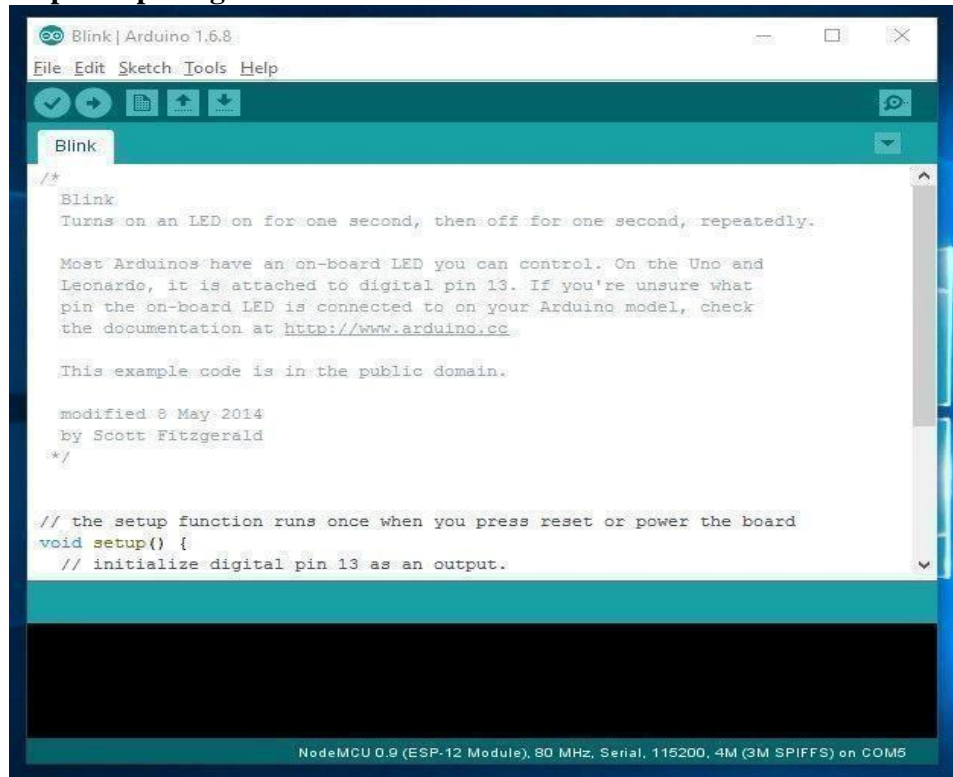 Blink | Arduino 1.6.8
File Edit Sketch Tools Help
Blink
/*
Blink
Turns on an LED on for one second, then off for one second, repeatedly.
Most Arduinos have an on-board LED you can control. On the Uno and
Leonardo, it is attached to digital pin 13. If you're unsure what
pin the on-board LED is connected to on your Arduino model, check
the documentation at http://www.arduino.cc
This example code is in the public domain.
modified 8 May 2014
by Scott Fitzgerald
*/
// the setup function runs once when you press reset or power the board
void setup() {
// initialize digital pin 13 as an output.
NodeMCU 0.9 (ESP-12 Module), 80 MHz, Serial, 115200, 4M (3M SPIFFS) on COM5